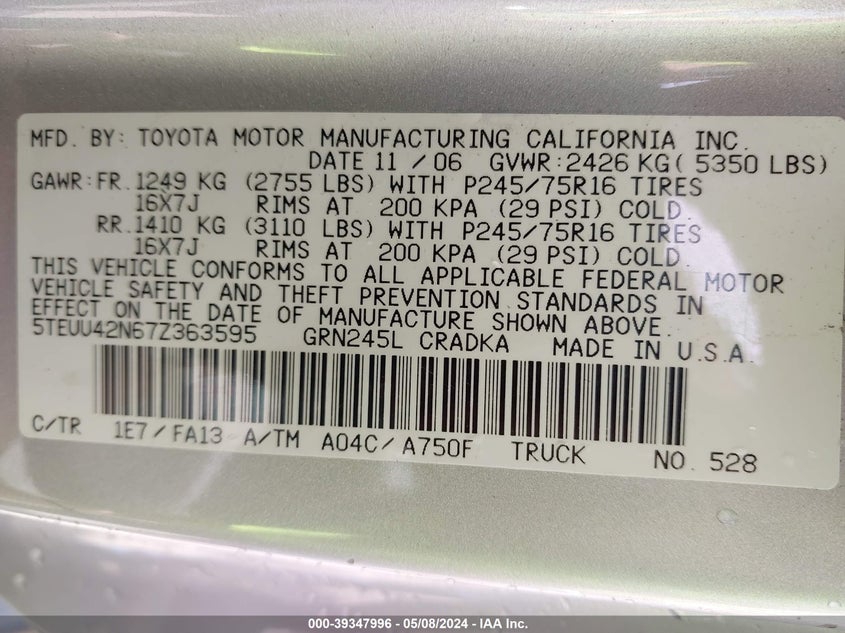 MFD. BY: TOYOTA MOTOR MANUFACTURING CALIFORNIA INC.
DATE 11 / 06 GVWR:2426 KG( 5350 LBS)
GAWR:FR.1249 KG (2755 LBS) WITH P245/75R16 TIRES
16X7J RIMS AT 200 KPA (29 PSI) COLD.
RR.1410 KG (3110 LBS) WITH P245/75R16 TIRES
16X7J RIMS AT 200 KPA (29 PSI) COLD.
THIS VEHICLE CONFORMS TO ALL APPLICABLE FEDERAL MOTOR
VEHICLE SAFETY AND THEFT PREVENTION STANDARDS IN
EFFECT ON THE DATE OF MANUFACTURE SHOWN ABOVE.
5TEUU42N67Z363595 GRN245L CRADKA MADE IN U.S.A.
C/TR 1E7/FA13 A/TM A04C/A750F TRUCK NO. 528
000-39347996 - 05/08/2024 - IAA Inc.